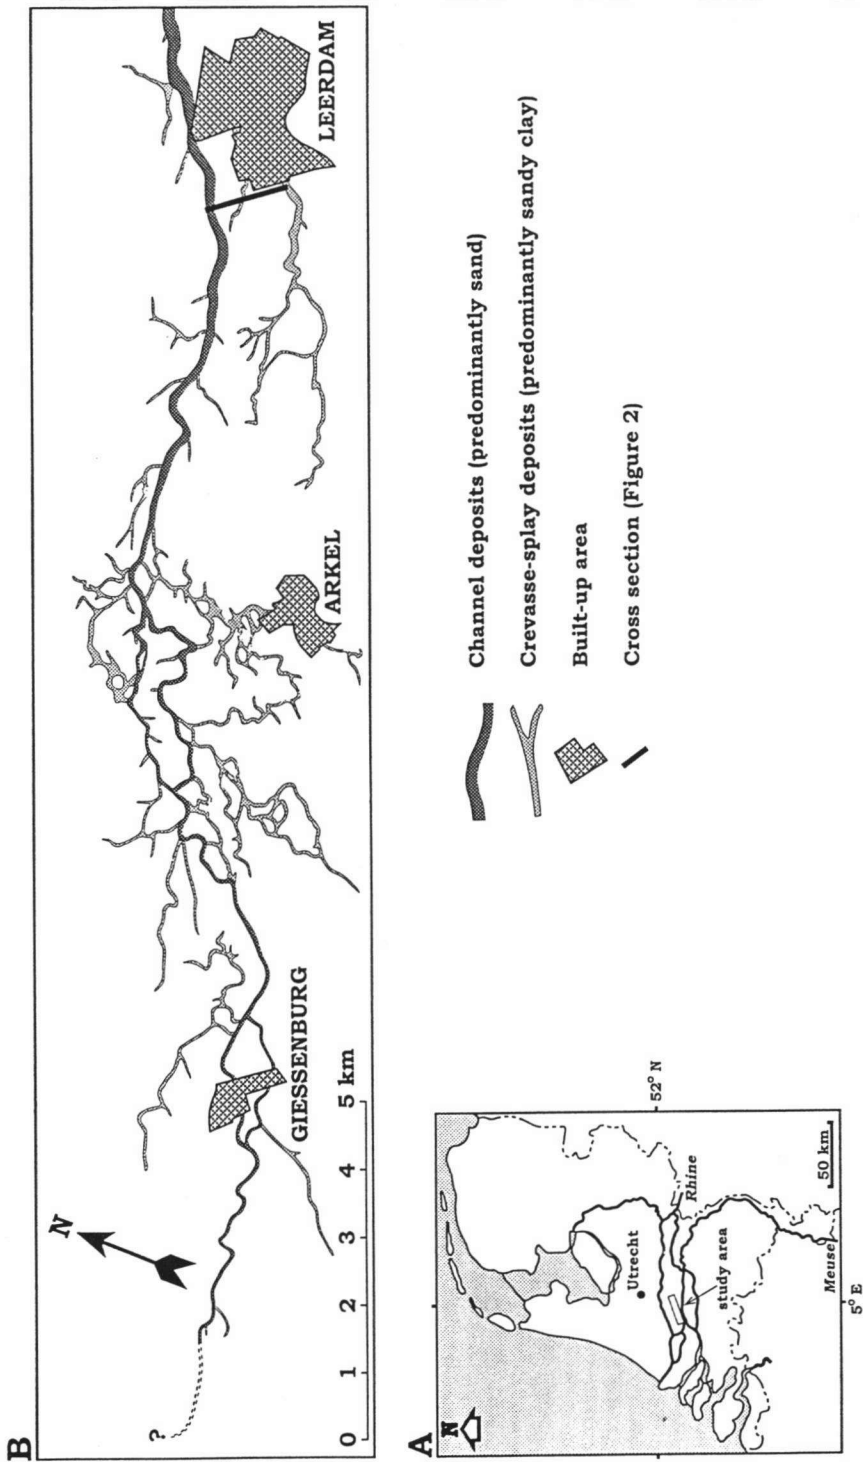 B
N
?
0 1 2 3 4 5 km
GIESSENBURG
ARKEL
LEERDAM
A
N
Utrecht
Rhine
study area
Meuse
50 km
52° N
5° E
Channel deposits (predominantly sand)
Crevasse-splay deposits (predominantly sandy clay)
Built-up area
Cross section (Figure 2)